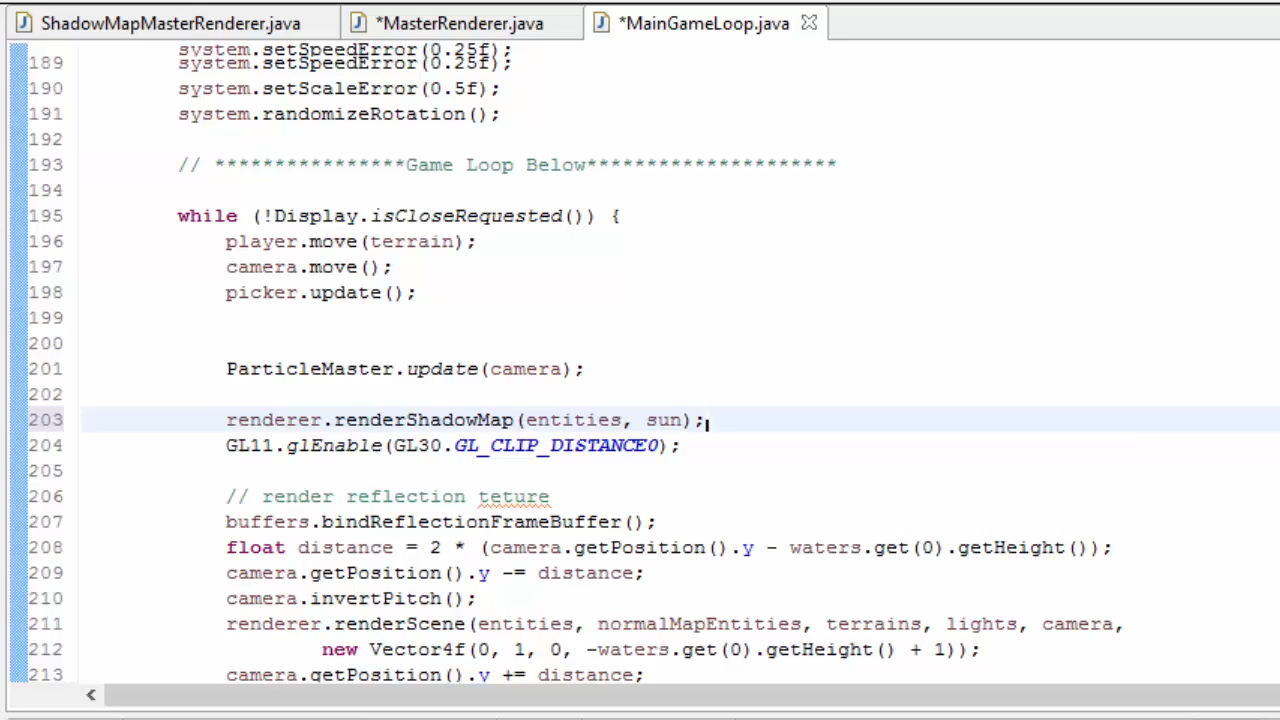 ShadowMapMasterRenderer.java *MasterRenderer.java *MainGameLoop.java
system.setSpeedError(0.25f);
189 system.setSpeedError(0.25f);
190 system.setScaleError(0.5f);
191 system.randomizeRotation();
192
193 // ****************Game Loop Below*********************
194
195 while (!Display.isCloseRequested()) {
196 player.move(terrain);
197 camera.move();
198 picker.update();
199
200
201 ParticleMaster.update(camera);
202
203 renderer.renderShadowMap(entities, sun);
204 GL11.glEnable(GL30.GL_CLIP_DISTANCE0);
205
206 // render reflection teture
207 buffers.bindReflectionFrameBuffer();
208 float distance = 2 * (camera.getPosition().y - waters.get(0).getHeight());
209 camera.getPosition().y -= distance;
210 camera.invertPitch();
211 renderer.renderScene(entities, normalMapEntities, terrains, lights, camera,
212 new Vector4f(0, 1, 0, -waters.get(0).getHeight() + 1));
213 camera.getPosition().y += distance;